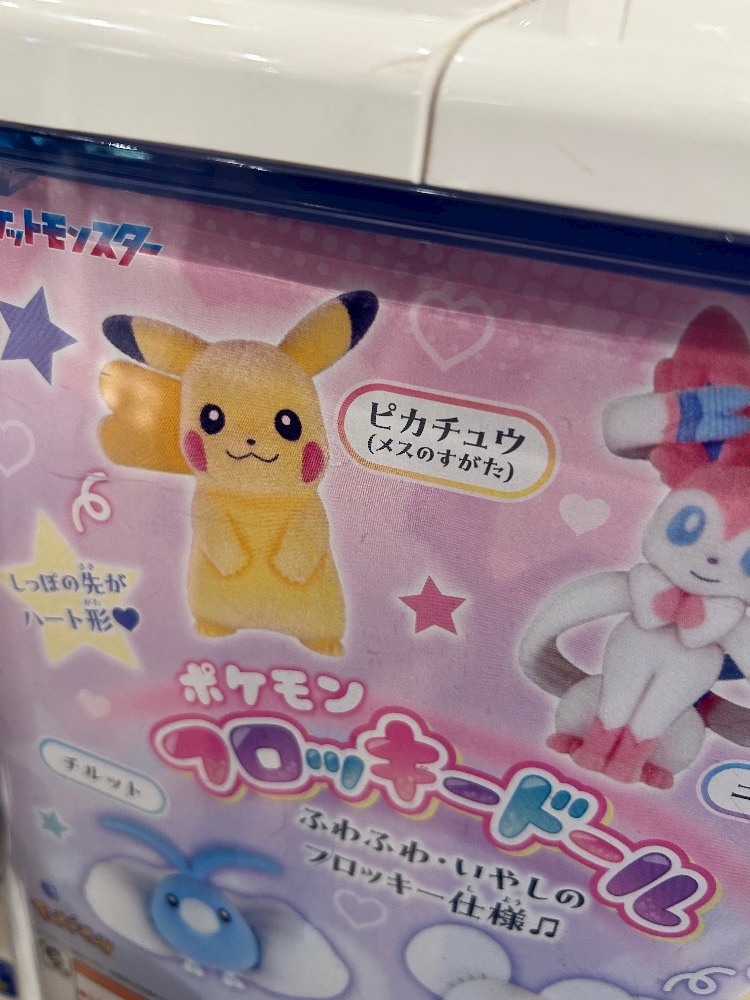 ケットモンスター
ピカチュウ
(メスのすがた)
しっぽの先が
ハート形♥
ポケモン
フロッキードール
チルット
ふわふわ・いやしの
フロッキー仕様♫